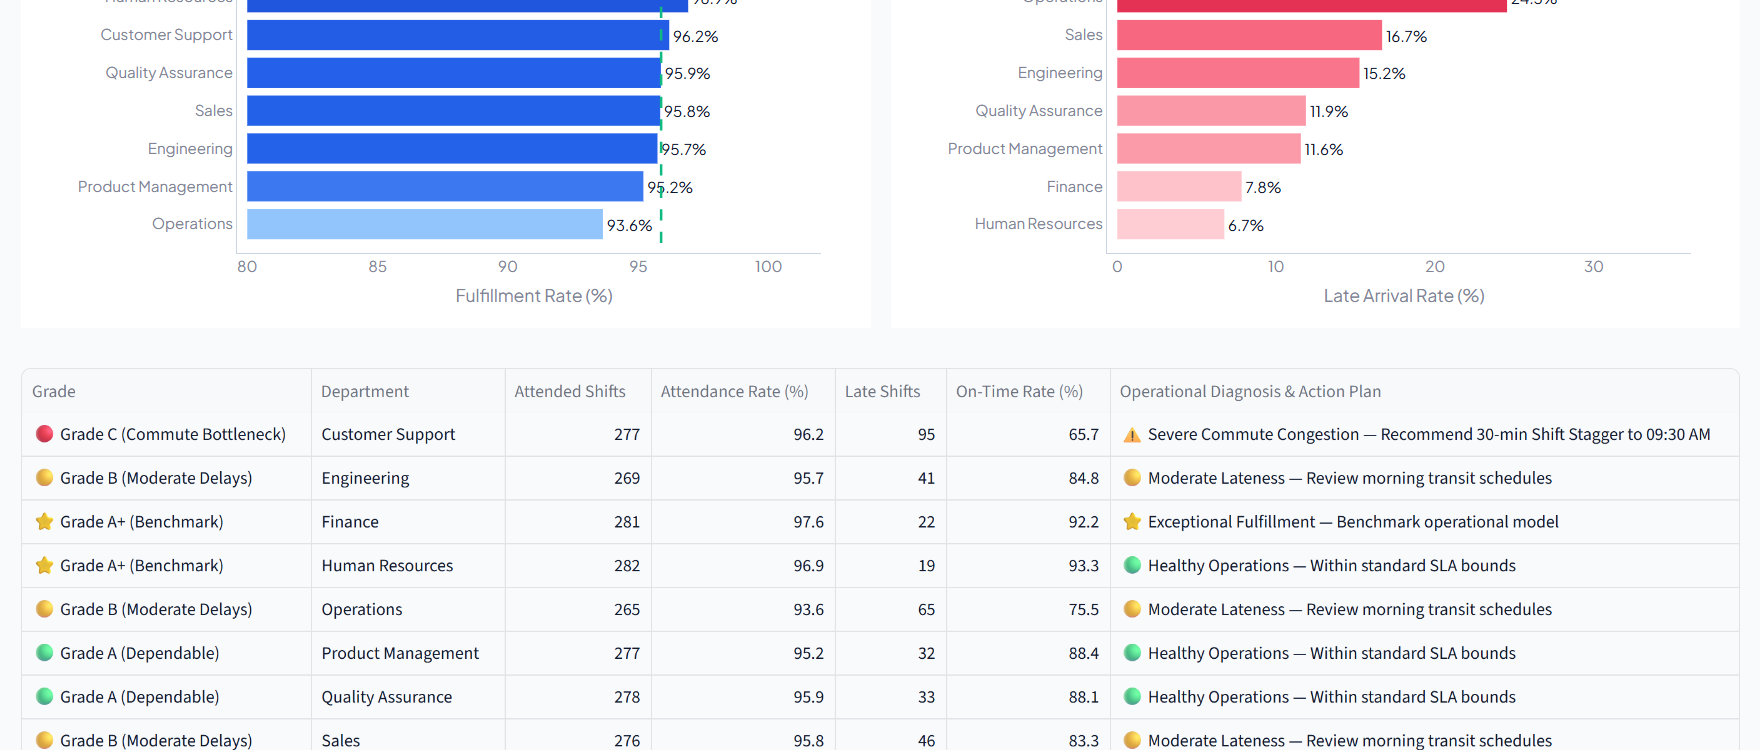 Customer Support 96.2%
Quality Assurance 95.9%
Sales 95.8%
Engineering 95.7%
Product Management 95.2%
Operations 93.6%
80 85 90 95 100
Fulfillment Rate (%)
Sales 16.7%
Engineering 15.2%
Quality Assurance 11.9%
Product Management 11.6%
Finance 7.8%
Human Resources 6.7%
0 10 20 30
Late Arrival Rate (%)
Grade Department Attended Shifts Attendance Rate (%) Late Shifts On-Time Rate (%) Operational Diagnosis & Action Plan
Grade C (Commute Bottleneck) Customer Support 277 96.2 95 65.7 Severe Commute Congestion — Recommend 30-min Shift Stagger to 09:30 AM
Grade B (Moderate Delays) Engineering 269 95.7 41 84.8 Moderate Lateness — Review morning transit schedules
Grade A+ (Benchmark) Finance 281 97.6 22 92.2 Exceptional Fulfillment — Benchmark operational model
Grade A+ (Benchmark) Human Resources 282 96.9 19 93.3 Healthy Operations — Within standard SLA bounds
Grade B (Moderate Delays) Operations 265 93.6 65 75.5 Moderate Lateness — Review morning transit schedules
Grade A (Dependable) Product Management 277 95.2 32 88.4 Healthy Operations — Within standard SLA bounds
Grade A (Dependable) Quality Assurance 278 95.9 33 88.1 Healthy Operations — Within standard SLA bounds
Grade B (Moderate Delays) Sales 276 95.8 46 83.3 Moderate Lateness — Review morning transit schedules